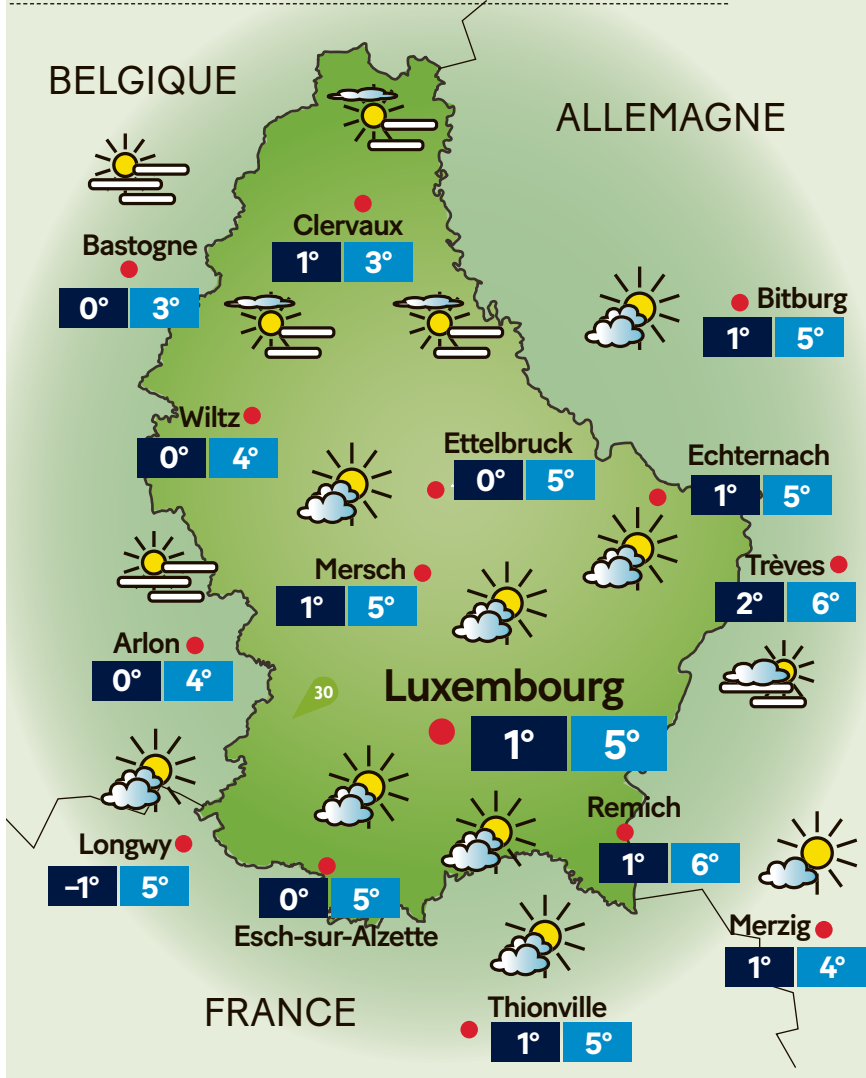 BELGIQUE
ALLEMAGNE
Clervaux
1° 3°
Bastogne
0° 3°
Bitburg
1° 5°
Wiltz
0° 4°
Ettelbruck
0° 5°
Echternach
1° 5°
Mersch
1° 5°
Trèves
2° 6°
Arlon
0° 4°
30
Luxembourg
1° 5°
Remich
1° 6°
Longwy
–1° 5°
0° 5°
Esch-sur-Alzette
Merzig
1° 4°
FRANCE
Thionville
1° 5°